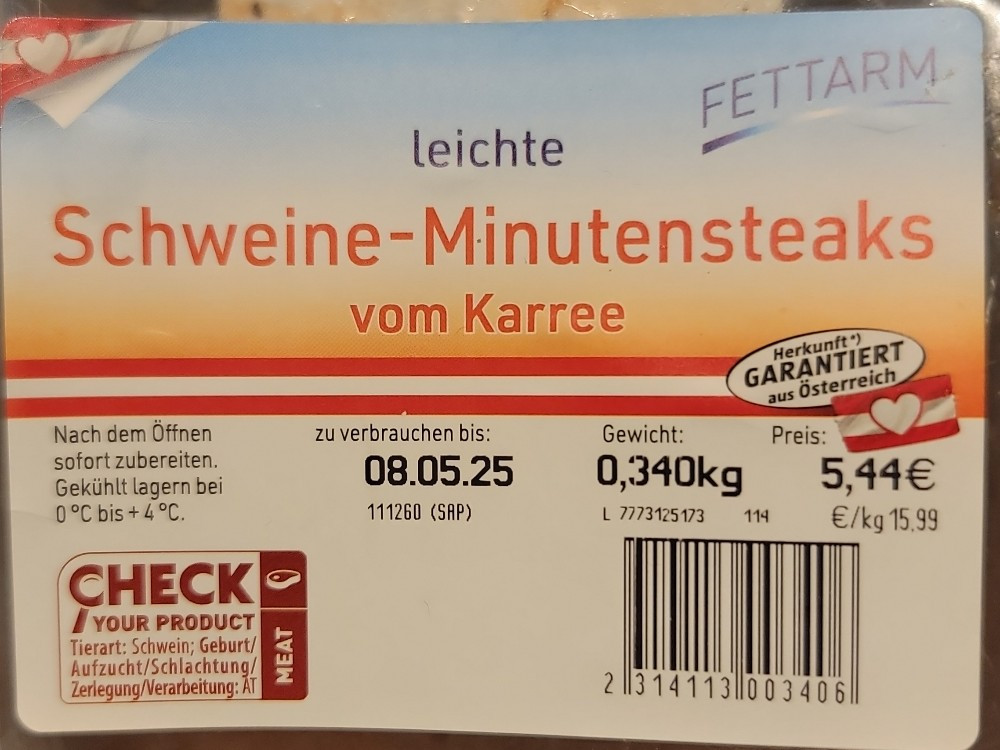 FETTARM
leichte
Schweine-Minutensteaks
vom Karree
Herkunft*)
GARANTIERT
aus Österreich
Nach dem Öffnen
sofort zubereiten.
Gekühlt lagern bei
0 °C bis + 4 °C.
zu verbrauchen bis:
08.05.25
111260 (SAP)
Gewicht:
0,340kg
L 7773125173 114
Preis:
5,44€
€/kg 15,99
CHECK
YOUR PRODUCT
MEAT
Tierart: Schwein; Geburt/
Aufzucht/Schlachtung/
Zerlegung/Verarbeitung: AT
2 314113 003406